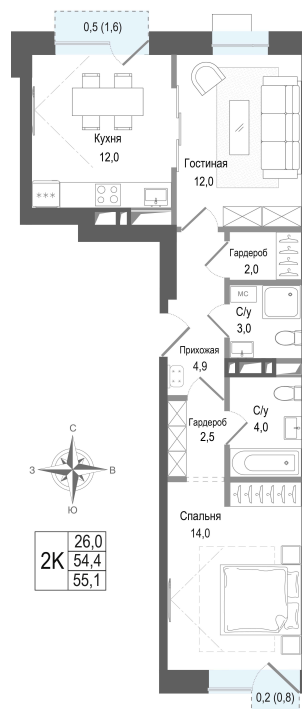 0,5 (1,6)
Кухня
12,0
Гостиная
12,0
Гардероб
2,0
МС
С/у
3,0
Прихожая
4,9
Гардероб
2,5
С/у
4,0
С
З В
Ю
Спальня
14,0
2К
26,0
54,4
55,1
0,2 (0,8)